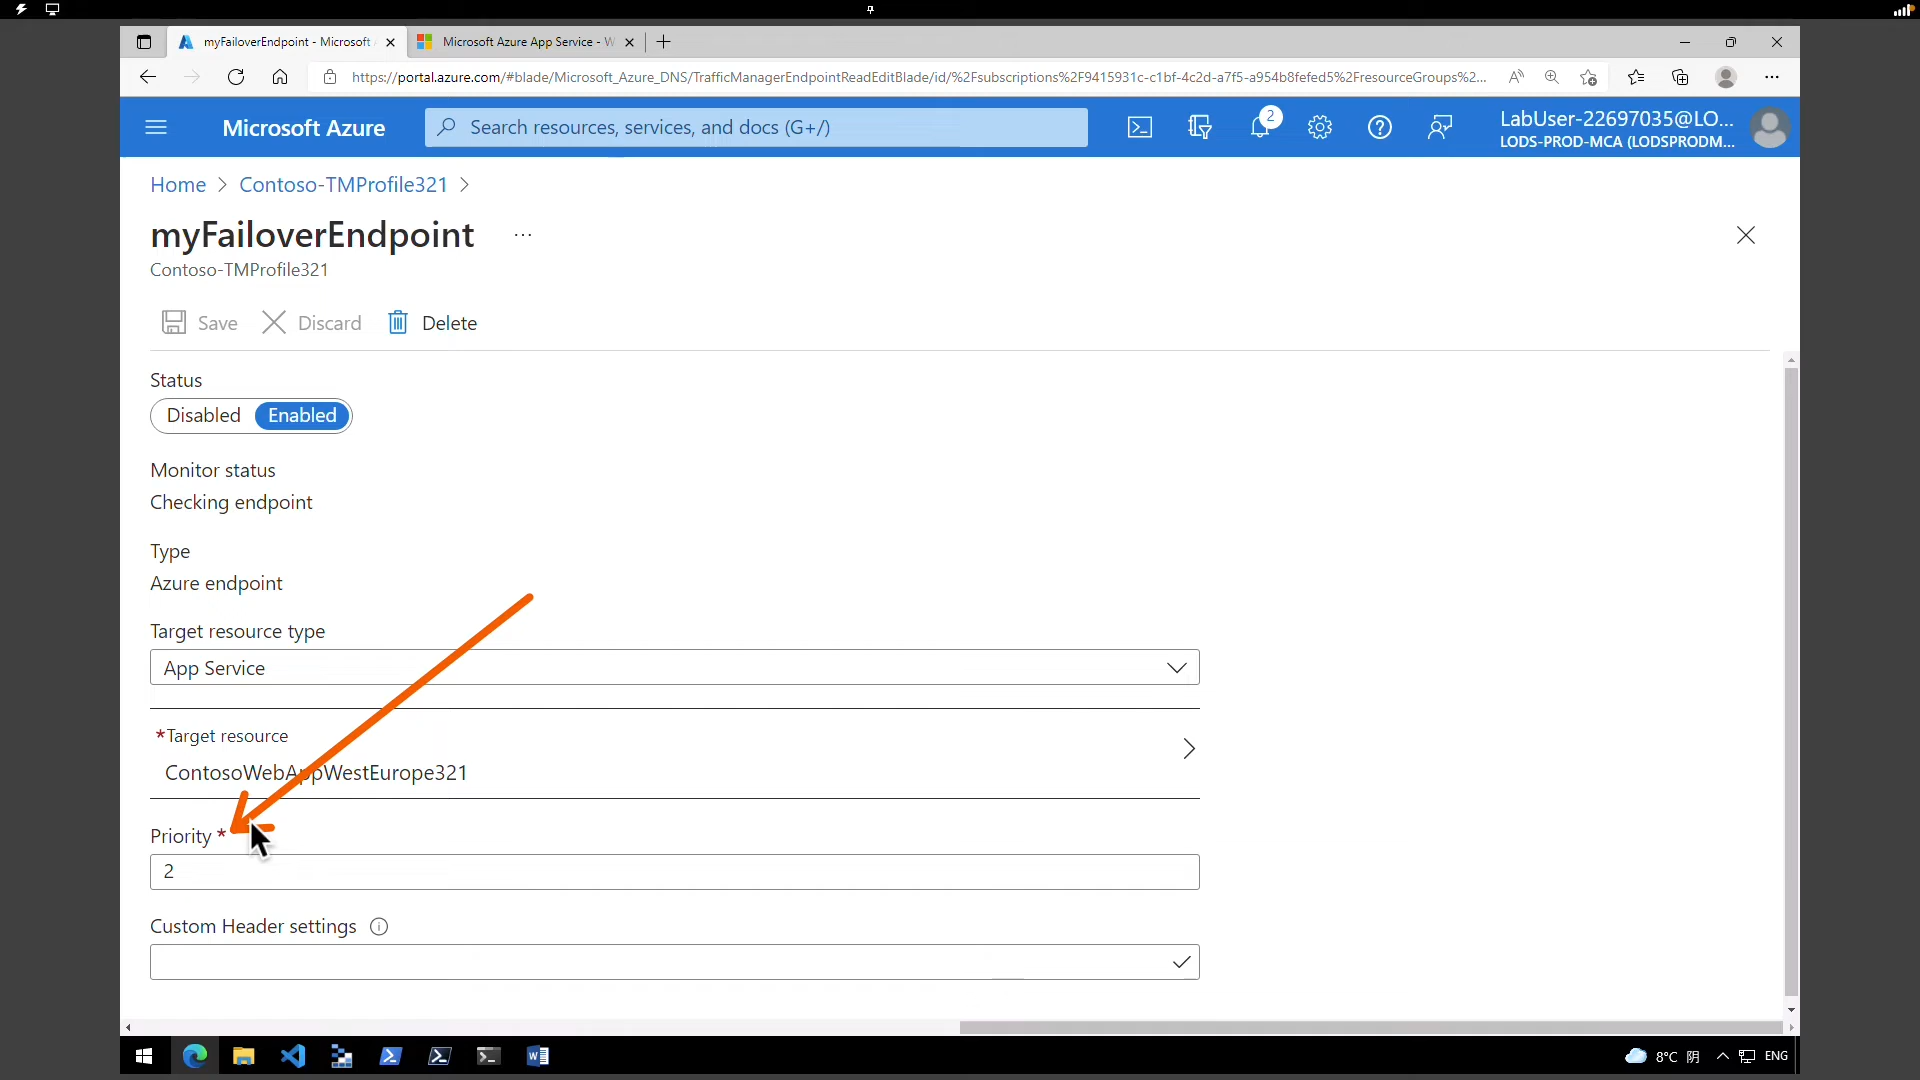 myFailoverEndpoint - Microsoft A
Microsoft Azure App Service - W
https://portal.azure.com/#blade/Microsoft_Azure_DNS/TrafficManagerEndpointReadEditBlade/id/%2Fsubscriptions%2F9415931c-c1bf-4c2d-a7f5-a954b8fefed5%2FresourceGroups%2...
Microsoft Azure
Search resources, services, and docs (G+/)
2
LabUser-22697035@LO...
LODS-PROD-MCA (LODSPRODM...
Home > Contoso-TMProfile321 >
myFailoverEndpoint ...
Contoso-TMProfile321
Save Discard Delete
Status
Disabled Enabled
Monitor status
Checking endpoint
Type
Azure endpoint
Target resource type
App Service
*Target resource
ContosoWebAppWestEurope321
Priority *
2
Custom Header settings
8°C 阴
ENG